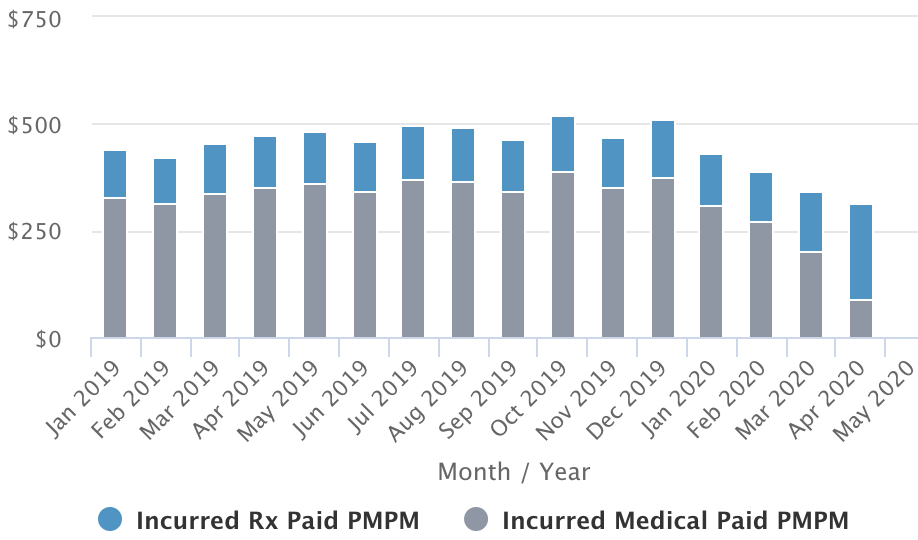 $750
$500
$250
$0
Jan 2019
Feb 2019
Mar 2019
Apr 2019
May 2019
Jun 2019
Jul 2019
Aug 2019
Sep 2019
Oct 2019
Nov 2019
Dec 2019
Jan 2020
Feb 2020
Mar 2020
Apr 2020
May 2020
Month / Year
Incurred Rx Paid PMPM
Incurred Medical Paid PMPM